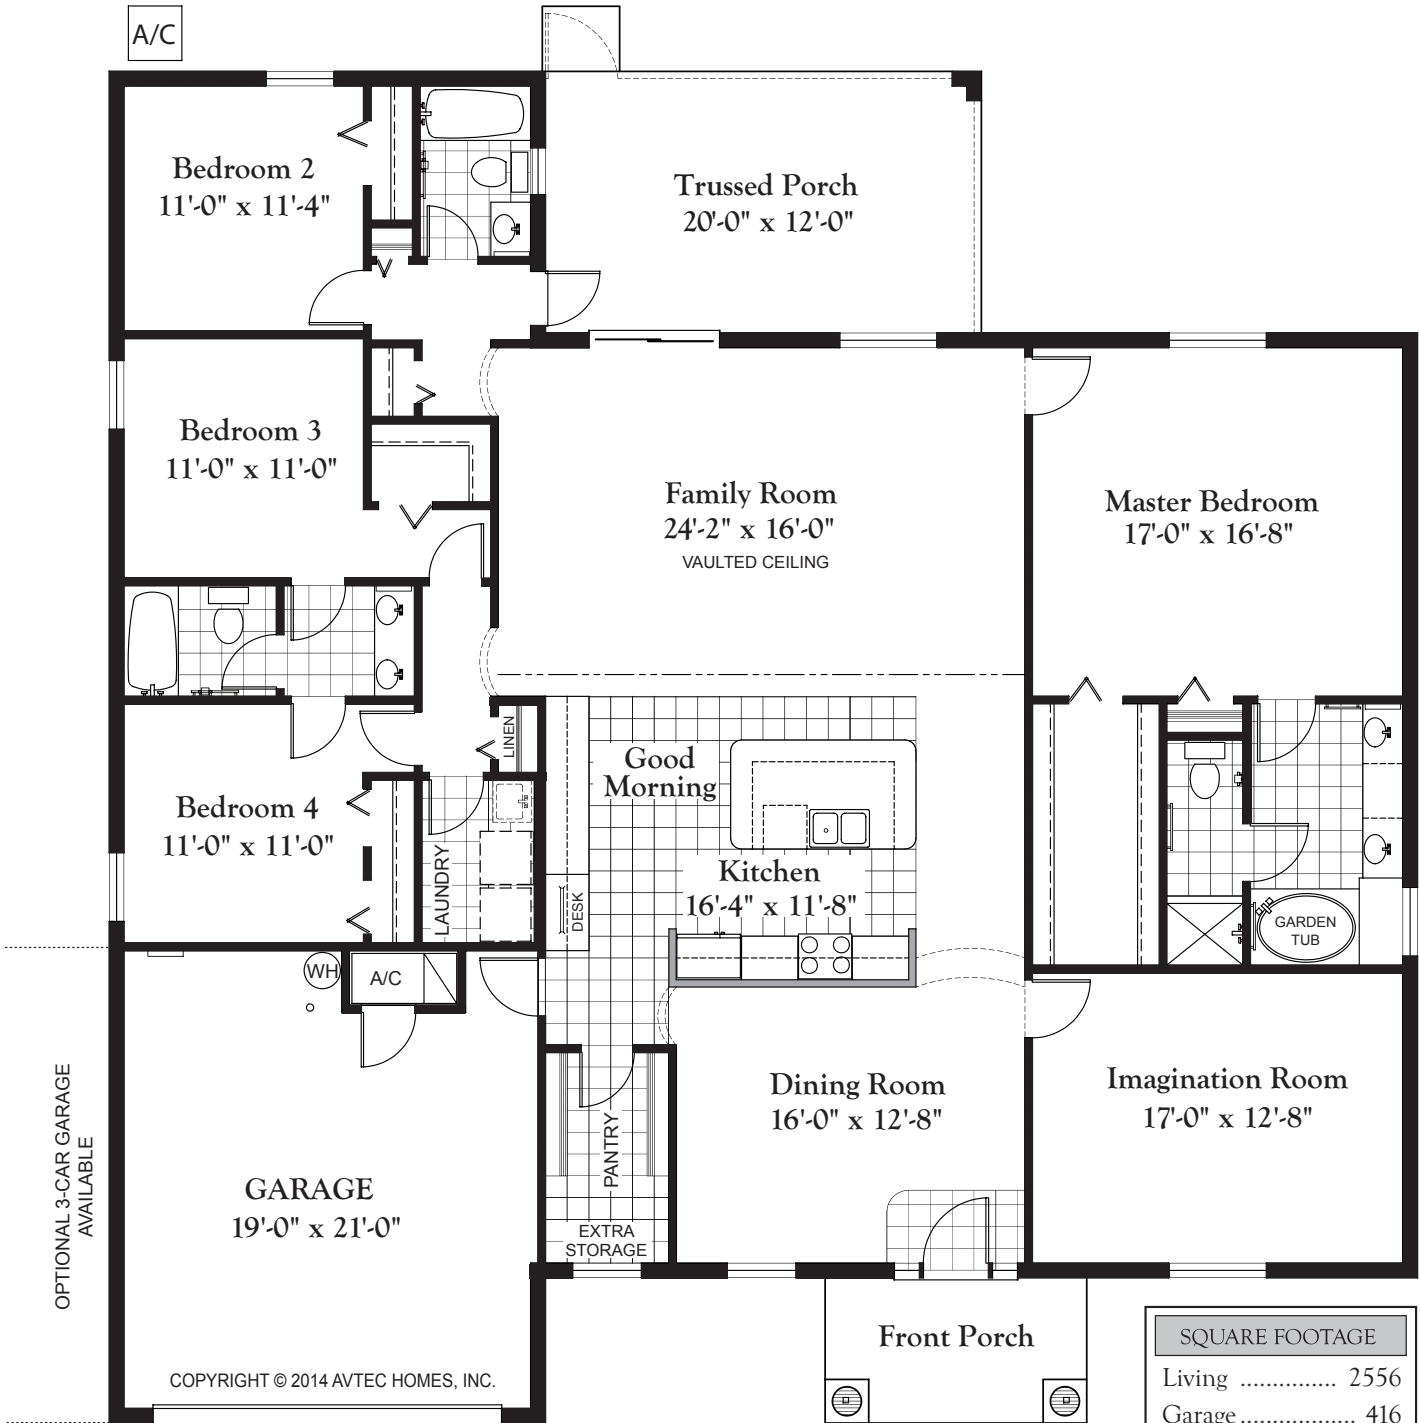 A/C
Bedroom 2
11'-0" x 11'-4"
Trussed Porch
20'-0" x 12'-0"
Bedroom 3
11'-0" x 11'-0"
Family Room
24'-2" x 16'-0"
VAULTED CEILING
Master Bedroom
17'-0" x 16'-8"
LINEN
Good
Morning
Kitchen
16'-4" x 11'-8"
Bedroom 4
11'-0" x 11'-0"
LAUNDRY
DESK
GARDEN
TUB
WH
A/C
OPTIONAL 3-CAR GARAGE
AVAILABLE
GARAGE
19'-0" x 21'-0"
PANTRY
EXTRA
STORAGE
Dining Room
16'-0" x 12'-8"
Imagination Room
17'-0" x 12'-8"
Front Porch
COPYRIGHT © 2014 AVTEC HOMES, INC.
SQUARE FOOTAGE
Living ............... 2556
Garage.................. 416